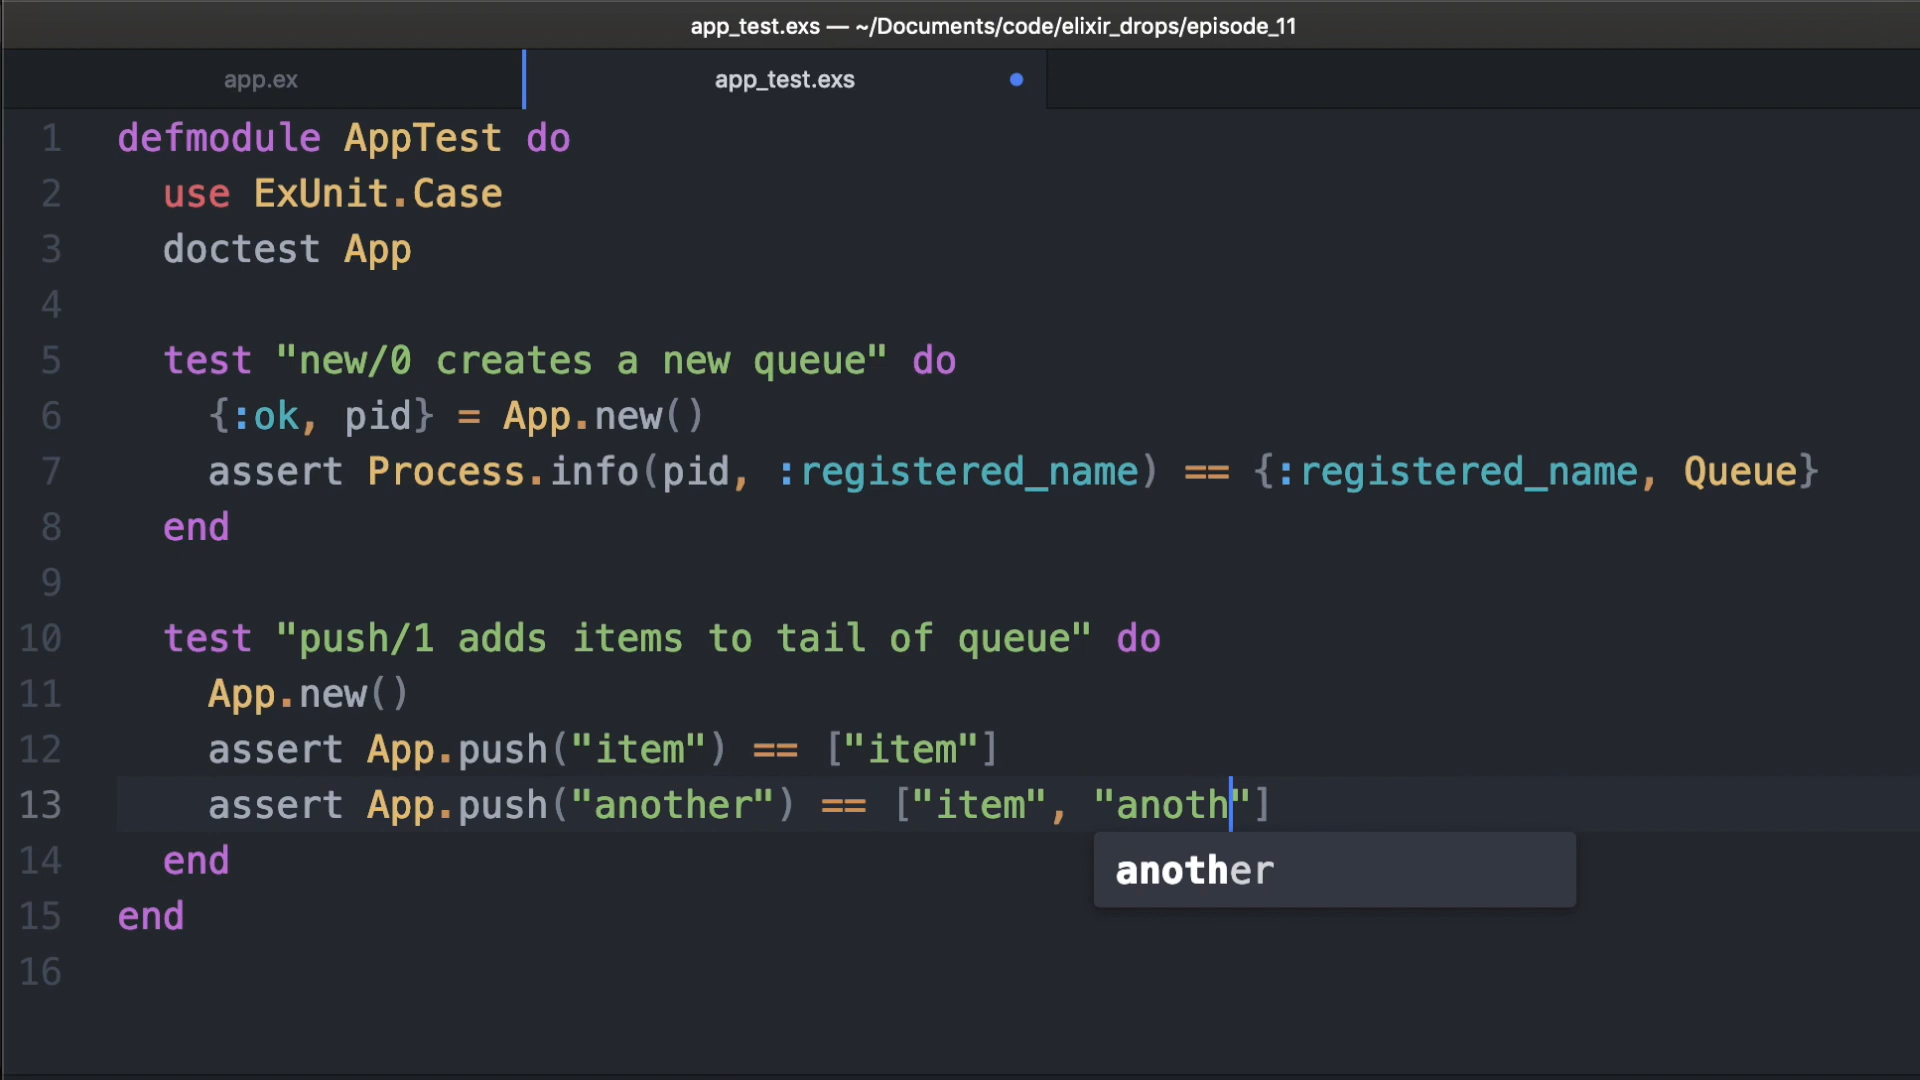 app_test.exs — ~/Documents/code/elixir_drops/episode_11
app.ex
app_test.exs
1 defmodule AppTest do
2   use ExUnit.Case
3   doctest App
4
5   test "new/0 creates a new queue" do
6     {:ok, pid} = App.new()
7     assert Process.info(pid, :registered_name) == {:registered_name, Queue}
8   end
9
10   test "push/1 adds items to tail of queue" do
11     App.new()
12     assert App.push("item") == ["item"]
13     assert App.push("another") == ["item", "anoth"]
another
14   end
15 end
16